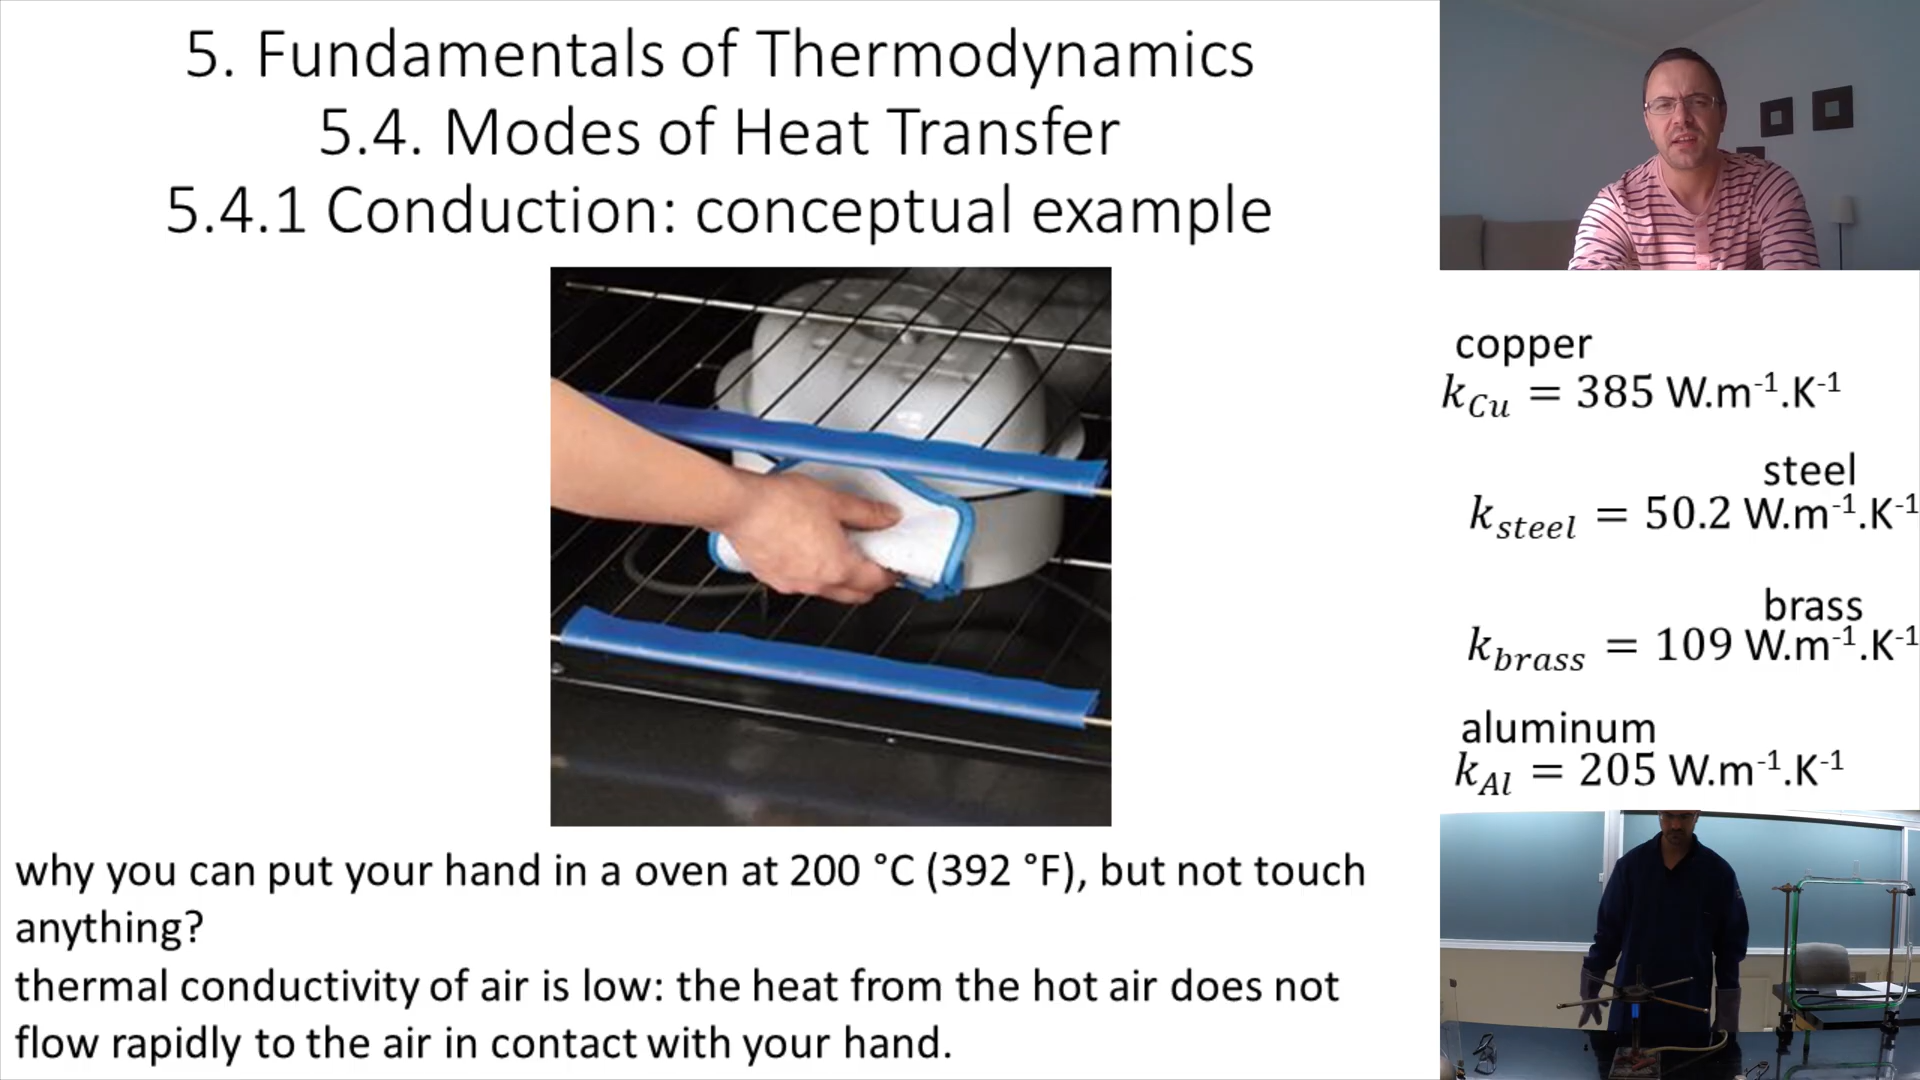 5. Fundamentals of Thermodynamics
5.4. Modes of Heat Transfer
5.4.1 Conduction: conceptual example
copper
k_Cu = 385 W.m⁻¹.K⁻¹
steel
k_steel = 50.2 W.m⁻¹.K⁻¹
brass
k_brass = 109 W.m⁻¹.K⁻¹
aluminum
k_Al = 205 W.m⁻¹.K⁻¹
why you can put your hand in a oven at 200 °C (392 °F), but not touch
anything?
thermal conductivity of air is low: the heat from the hot air does not
flow rapidly to the air in contact with your hand.